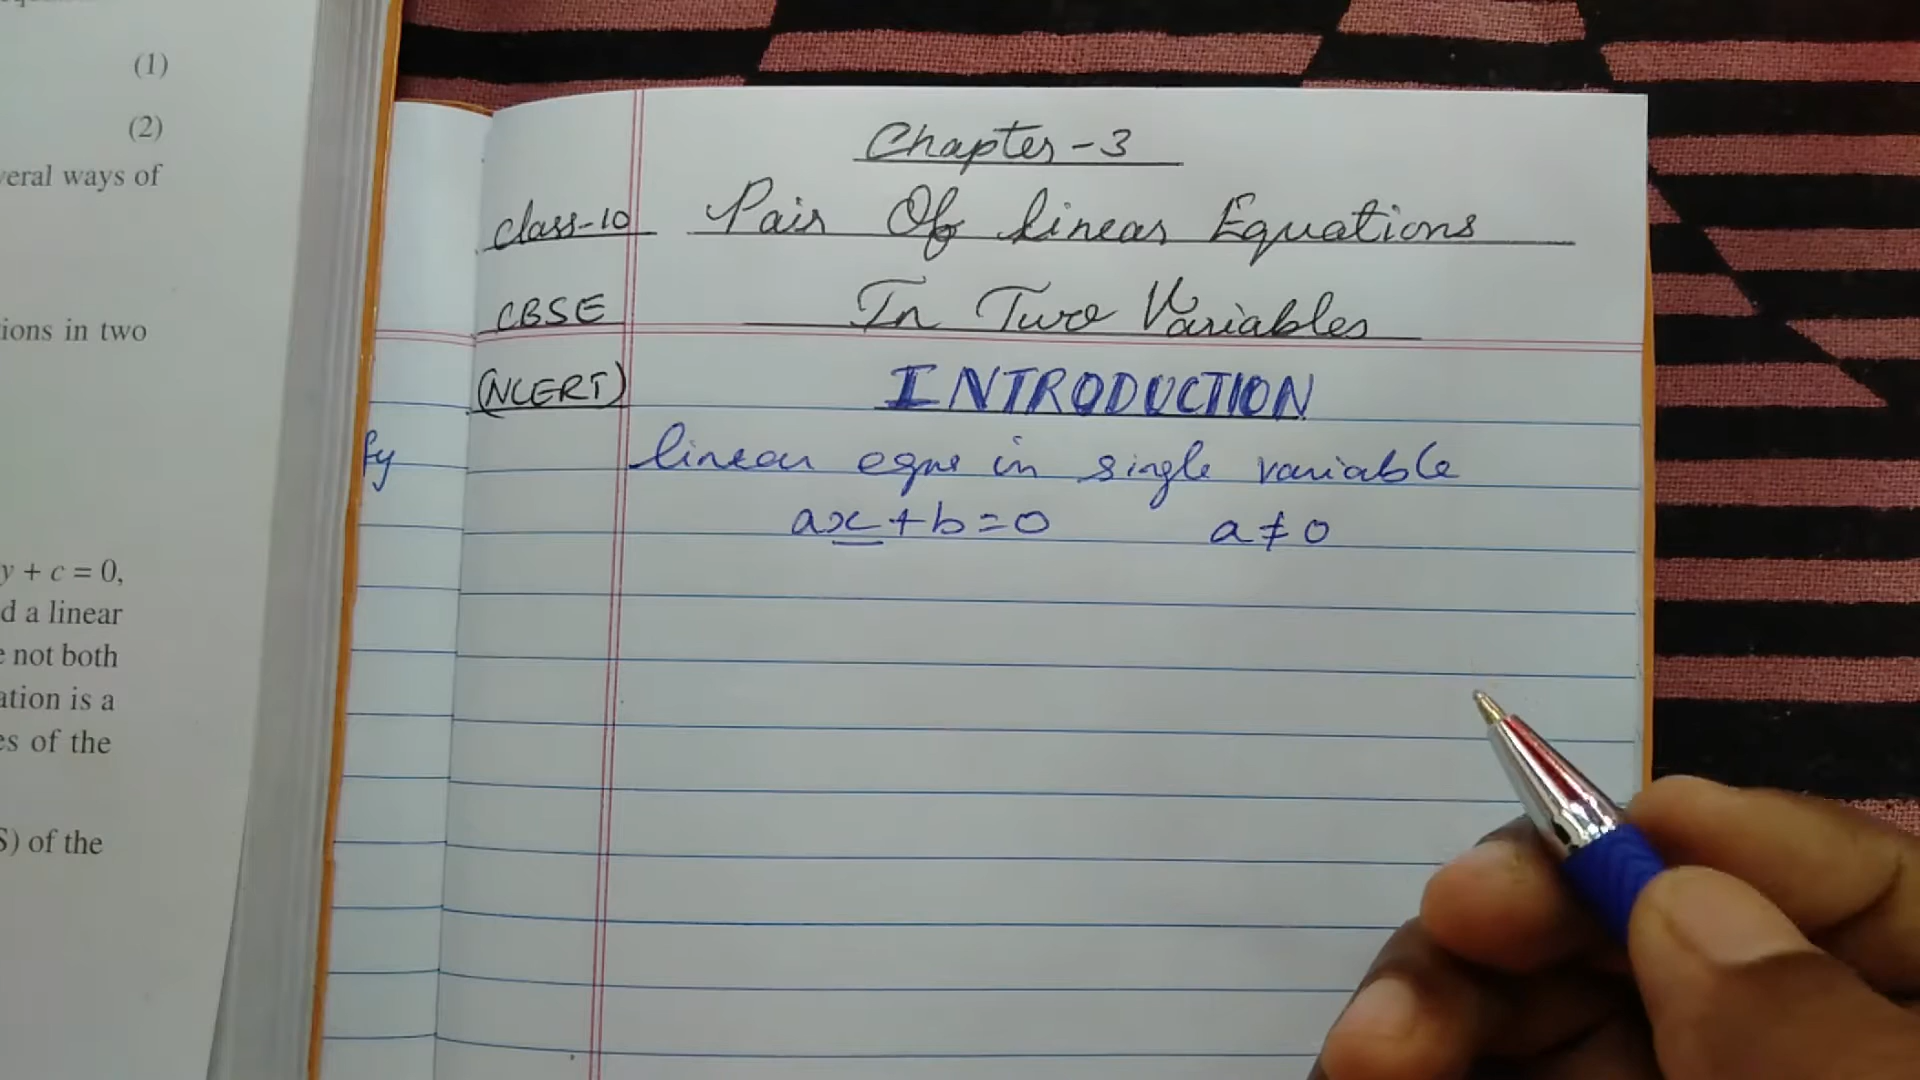 (1)
(2)
veral ways of
ions in two
y + c = 0,
d a linear
e not both
ation is a
es of the
S) of the
Chapter - 3
class-10 Pair Of linear Equations
CBSE In Two Variables
(NCERT) INTRODUCTION
fy linear eqns in single variable
ax + b = 0 a ≠ 0